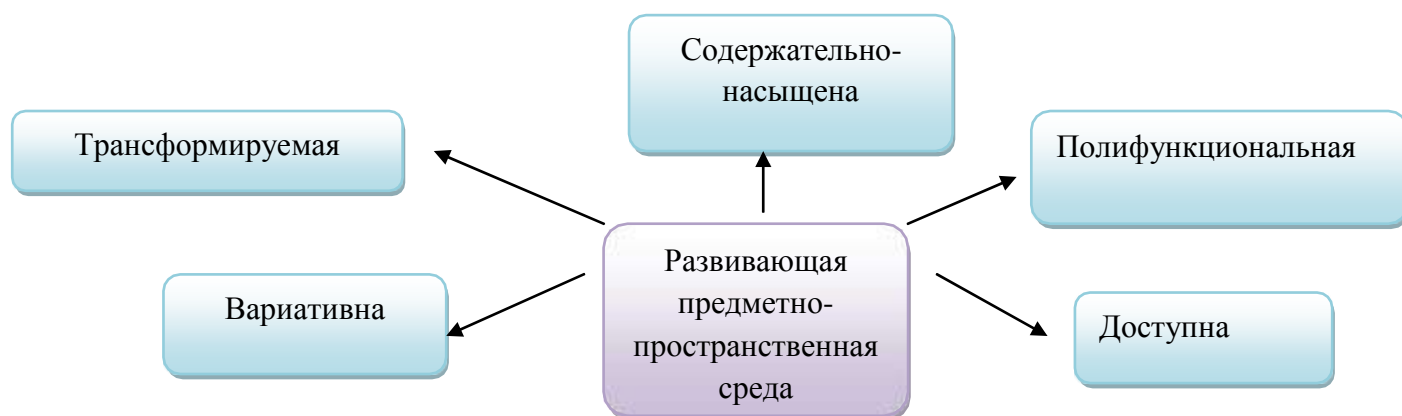 Содержательно-
насыщена
Трансформируемая
Полифункциональная
Развивающая
предметно-
пространственная
среда
Вариативна
Доступна